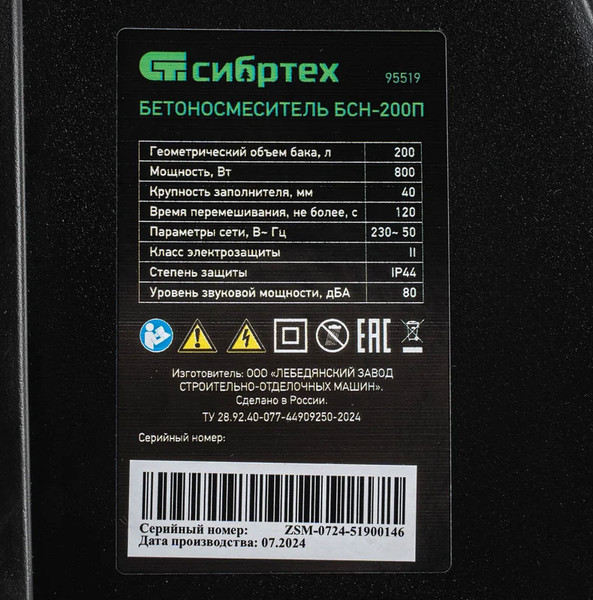 СТ сибртех 95519
БЕТОНОСМЕСИТЕЛЬ БСН-200П
Геометрический объем бака, л 200
Мощность, Вт 800
Крупность заполнителя, мм 40
Время перемешивания, не более, с 120
Параметры сети, В~ Гц 230~ 50
Класс электрозащиты II
Степень защиты IP44
Уровень звуковой мощности, дБА 80
EAC
Изготовитель: ООО «ЛЕБЕДЯНСКИЙ ЗАВОД
СТРОИТЕЛЬНО-ОТДЕЛОЧНЫХ МАШИН».
Сделано в России.
ТУ 28.92.40-077-44909250-2024
Серийный номер:
Серийный номер: ZSM-0724-51900146
Дата производства: 07.2024